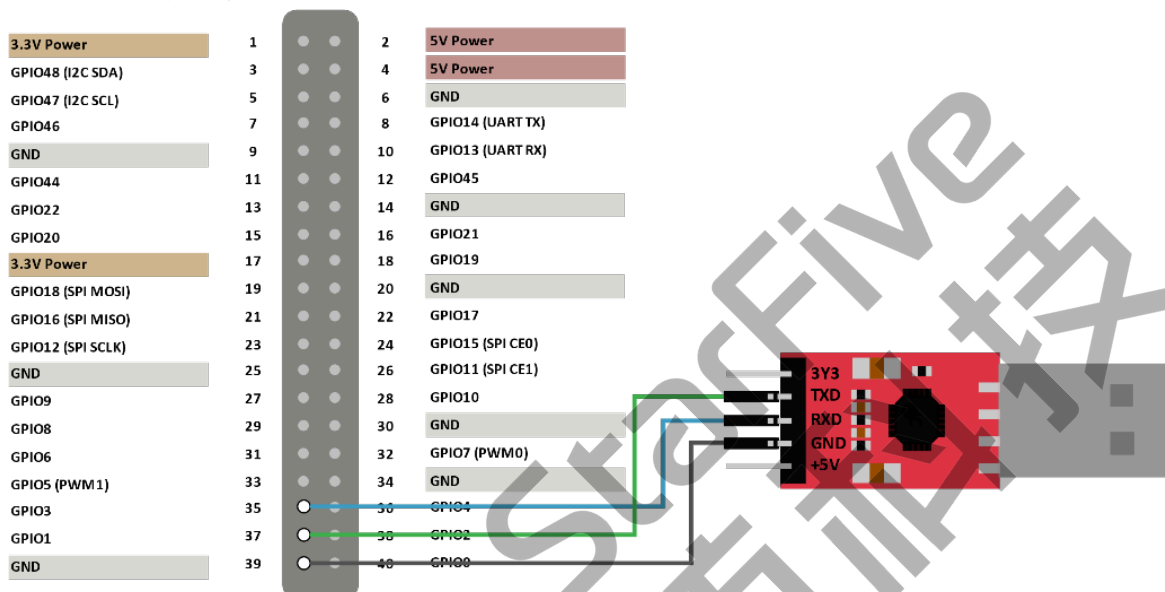 3.3V Power 1 2 5V Power
GPIO48 (I2C SDA) 3 4 5V Power
GPIO47 (I2C SCL) 5 6 GND
GPIO46 7 8 GPIO14 (UART TX)
GND 9 10 GPIO13 (UART RX)
GPIO44 11 12 GPIO45
GPIO22 13 14 GND
GPIO20 15 16 GPIO21
3.3V Power 17 18 GPIO19
GPIO18 (SPI MOSI) 19 20 GND
GPIO16 (SPI MISO) 21 22 GPIO17
GPIO12 (SPI SCLK) 23 24 GPIO15 (SPI CE0)
GND 25 26 GPIO11 (SPI CE1)
GPIO9 27 28 GPIO10
GPIO8 29 30 GND
GPIO6 31 32 GPIO7 (PWM0)
GPIO5 (PWM1) 33 34 GND
GPIO3 35 36 GPIO4
GPIO1 37 38 GPIO2
GND 39 40 GPIO0
3Y3
TXD
RXD
GND
+5V
StarFive